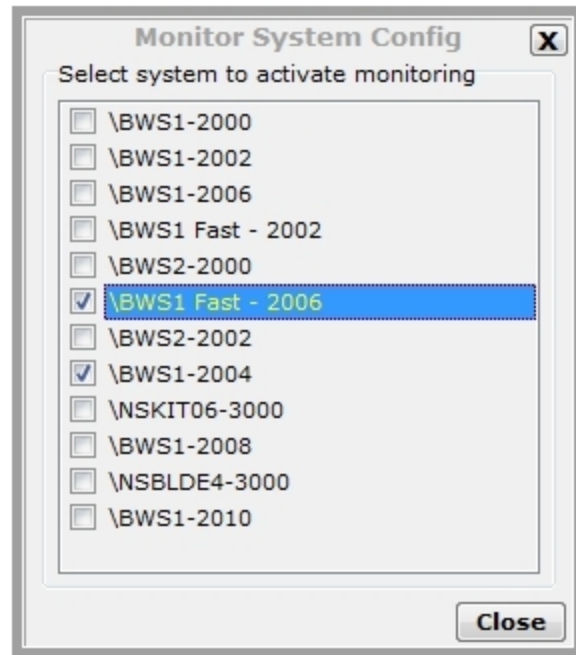 Monitor System Config
X
Select system to activate monitoring
\BWS1-2000
\BWS1-2002
\BWS1-2006
\BWS1 Fast - 2002
\BWS2-2000
\BWS1 Fast - 2006
\BWS2-2002
\BWS1-2004
\NSKIT06-3000
\BWS1-2008
\NSBLDE4-3000
\BWS1-2010
Close